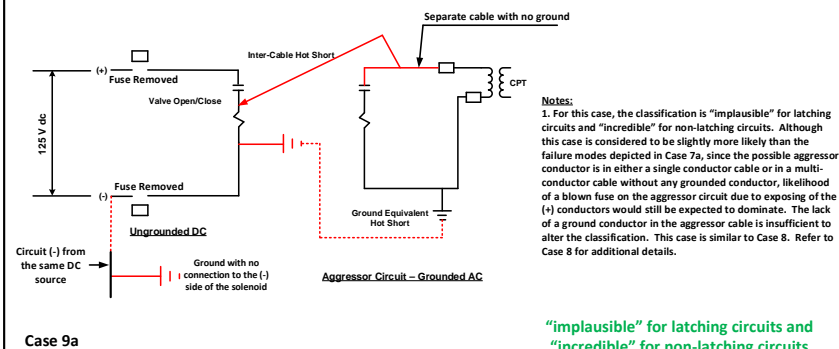 Separate cable with no ground
Inter-Cable Hot Short
(+)
Fuse Removed
CPT
Valve Open/Close
125 V dc
Fuse Removed
(-)
Ungrounded DC
Ground Equivalent
Hot Short
Circuit (-) from
the same DC
source
Ground with no
connection to the (-)
side of the solenoid
Aggressor Circuit – Grounded AC
Notes:
1. For this case, the classification is “implausible” for latching
circuits and “incredible” for non-latching circuits. Although
this case is considered to be slightly more likely than the
failure modes depicted in Case 7a, since the possible aggressor
conductor is in either a single conductor cable or in a multi-
conductor cable without any grounded conductor, likelihood
of a blown fuse on the aggressor circuit due to exposing of the
(+) conductors would still be expected to dominate. The lack
of a ground conductor in the aggressor cable is insufficient to
alter the classification. This case is similar to Case 8. Refer to
Case 8 for additional details.
Case 9a
“implausible” for latching circuits and
“incredible” for non-latching circuits